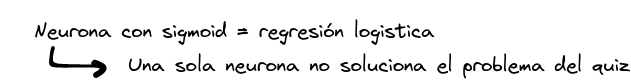 Neurona con sigmoid = regresión logistica
Una sola neurona no soluciona el problema del quiz